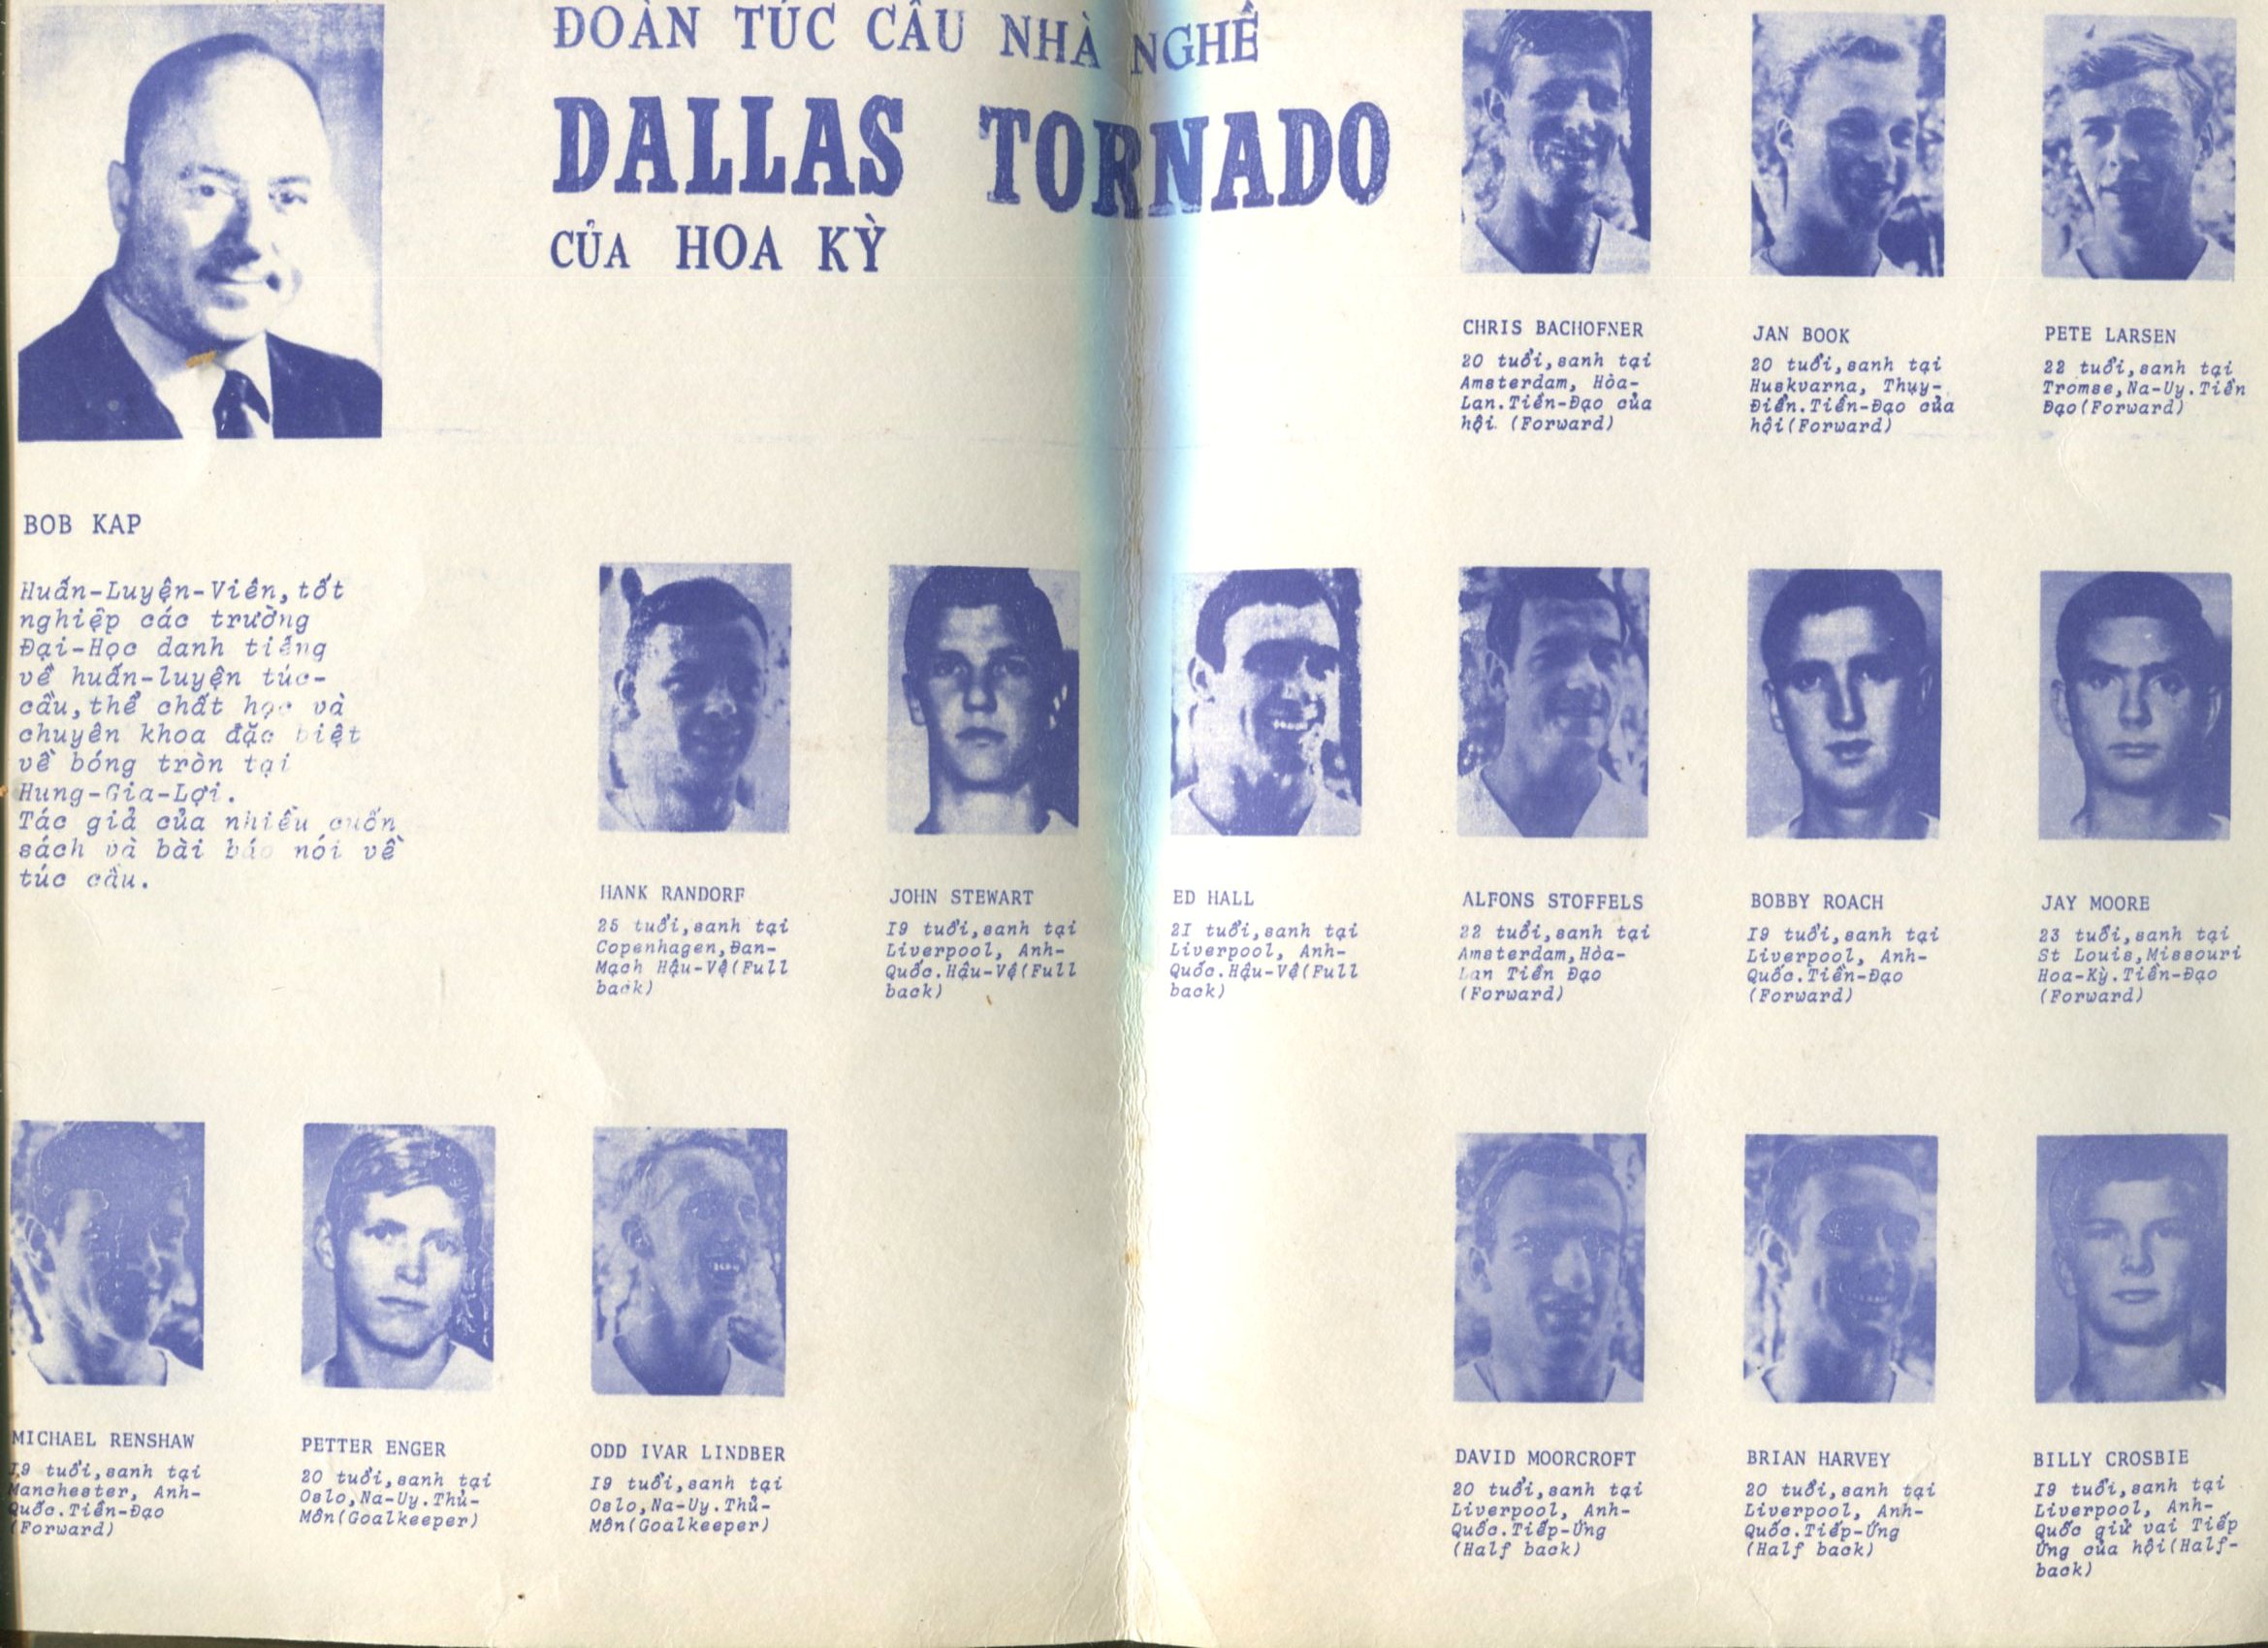 ĐOÀN TÚC CẦU NHÀ NGHỀ
DALLAS TORNADO
CỦA HOA KỲ
BOB KAP
Huấn-Luyện-Viên, tốt
nghiệp các trường
Đại-Học danh tiếng
về huấn-luyện túc-
cầu, thể chất học và
chuyên khoa đặc biệt
về bóng tròn tại
Hung-Gia-Lợi.
Tác giả của nhiều cuốn
sách và bài báo nói về
túc cầu.
CHRIS BACHOFNER
20 tuổi, sanh tại
Amsterdam, Hòa-
Lan. Tiền-Đạo của
hội (Forward)
JAN BOOK
20 tuổi, sanh tại
Huskvarna, Thụy-
Điển. Tiền-Đạo của
hội (Forward)
PETE LARSEN
22 tuổi, sanh tại
Tromse, Na-Uy. Tiền
Đạo (Forward)
HANK RANDORF
25 tuổi, sanh tại
Copenhagen, Đan-
Mạch Hậu-Vệ (Full
back)
JOHN STEWART
19 tuổi, sanh tại
Liverpool, Anh-
Quốc. Hậu-Vệ (Full
back)
ED HALL
21 tuổi, sanh tại
Liverpool, Anh-
Quốc. Hậu-Vệ (Full
back)
ALFONS STOFFELS
22 tuổi, sanh tại
Amsterdam, Hòa-
Lan Tiền Đạo
(Forward)
BOBBY ROACH
19 tuổi, sanh tại
Liverpool, Anh-
Quốc. Tiền-Đạo
(Forward)
JAY MOORE
23 tuổi, sanh tại
St Louis, Missouri
Hoa-Kỳ. Tiền-Đạo
(Forward)
MICHAEL RENSHAW
19 tuổi, sanh tại
Manchester, Anh-
Quốc. Tiền-Đạo
(Forward)
PETTER ENGER
20 tuổi, sanh tại
Oslo, Na-Uy. Thủ-
Môn (Goalkeeper)
ODD IVAR LINDBER
19 tuổi, sanh tại
Oslo, Na-Uy. Thủ-
Môn (Goalkeeper)
DAVID MOORCROFT
20 tuổi, sanh tại
Liverpool, Anh-
Quốc. Tiếp-Ứng
(Half back)
BRIAN HARVEY
20 tuổi, sanh tại
Liverpool, Anh-
Quốc. Tiếp-Ứng
(Half back)
BILLY CROSBIE
19 tuổi, sanh tại
Liverpool, Anh-
Quốc giữ vai Tiếp
Ứng của hội (Half-
back)